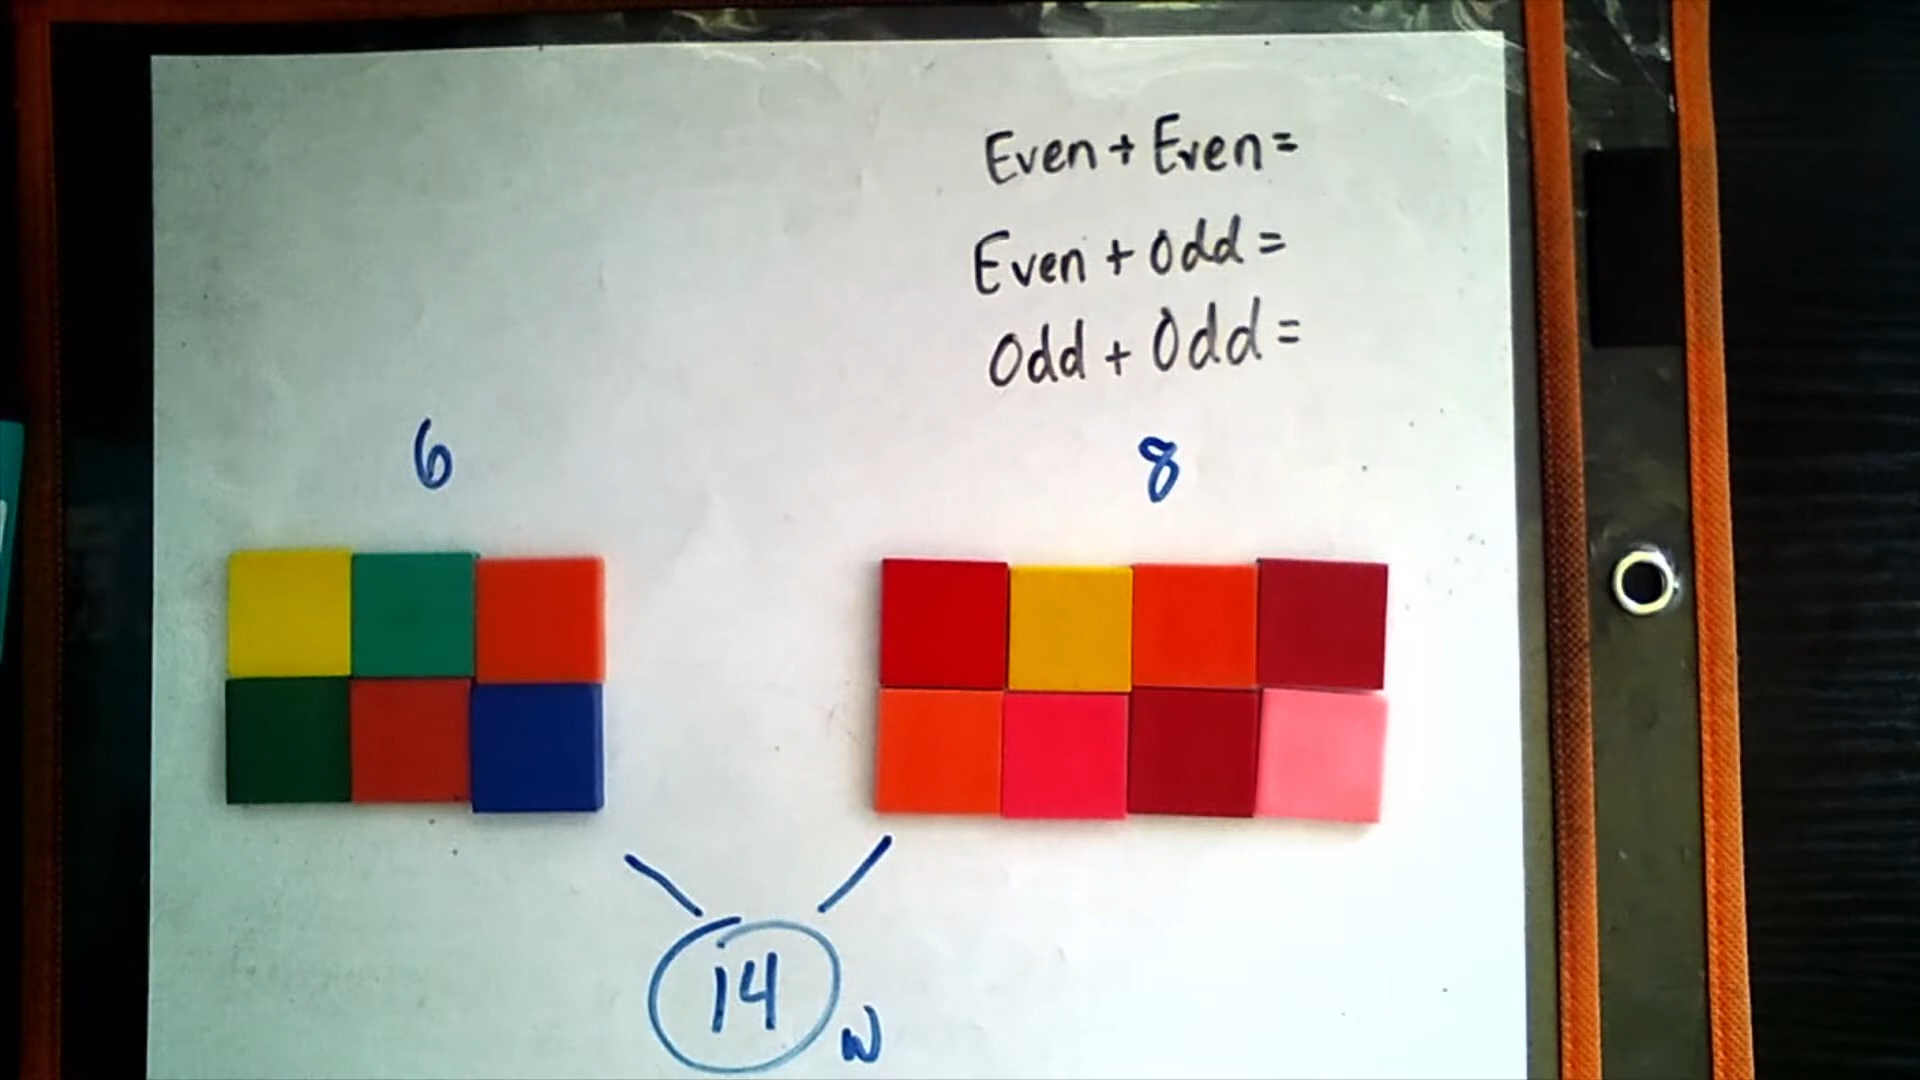 Even + Even =
Even + Odd =
Odd + Odd =
6 8
14